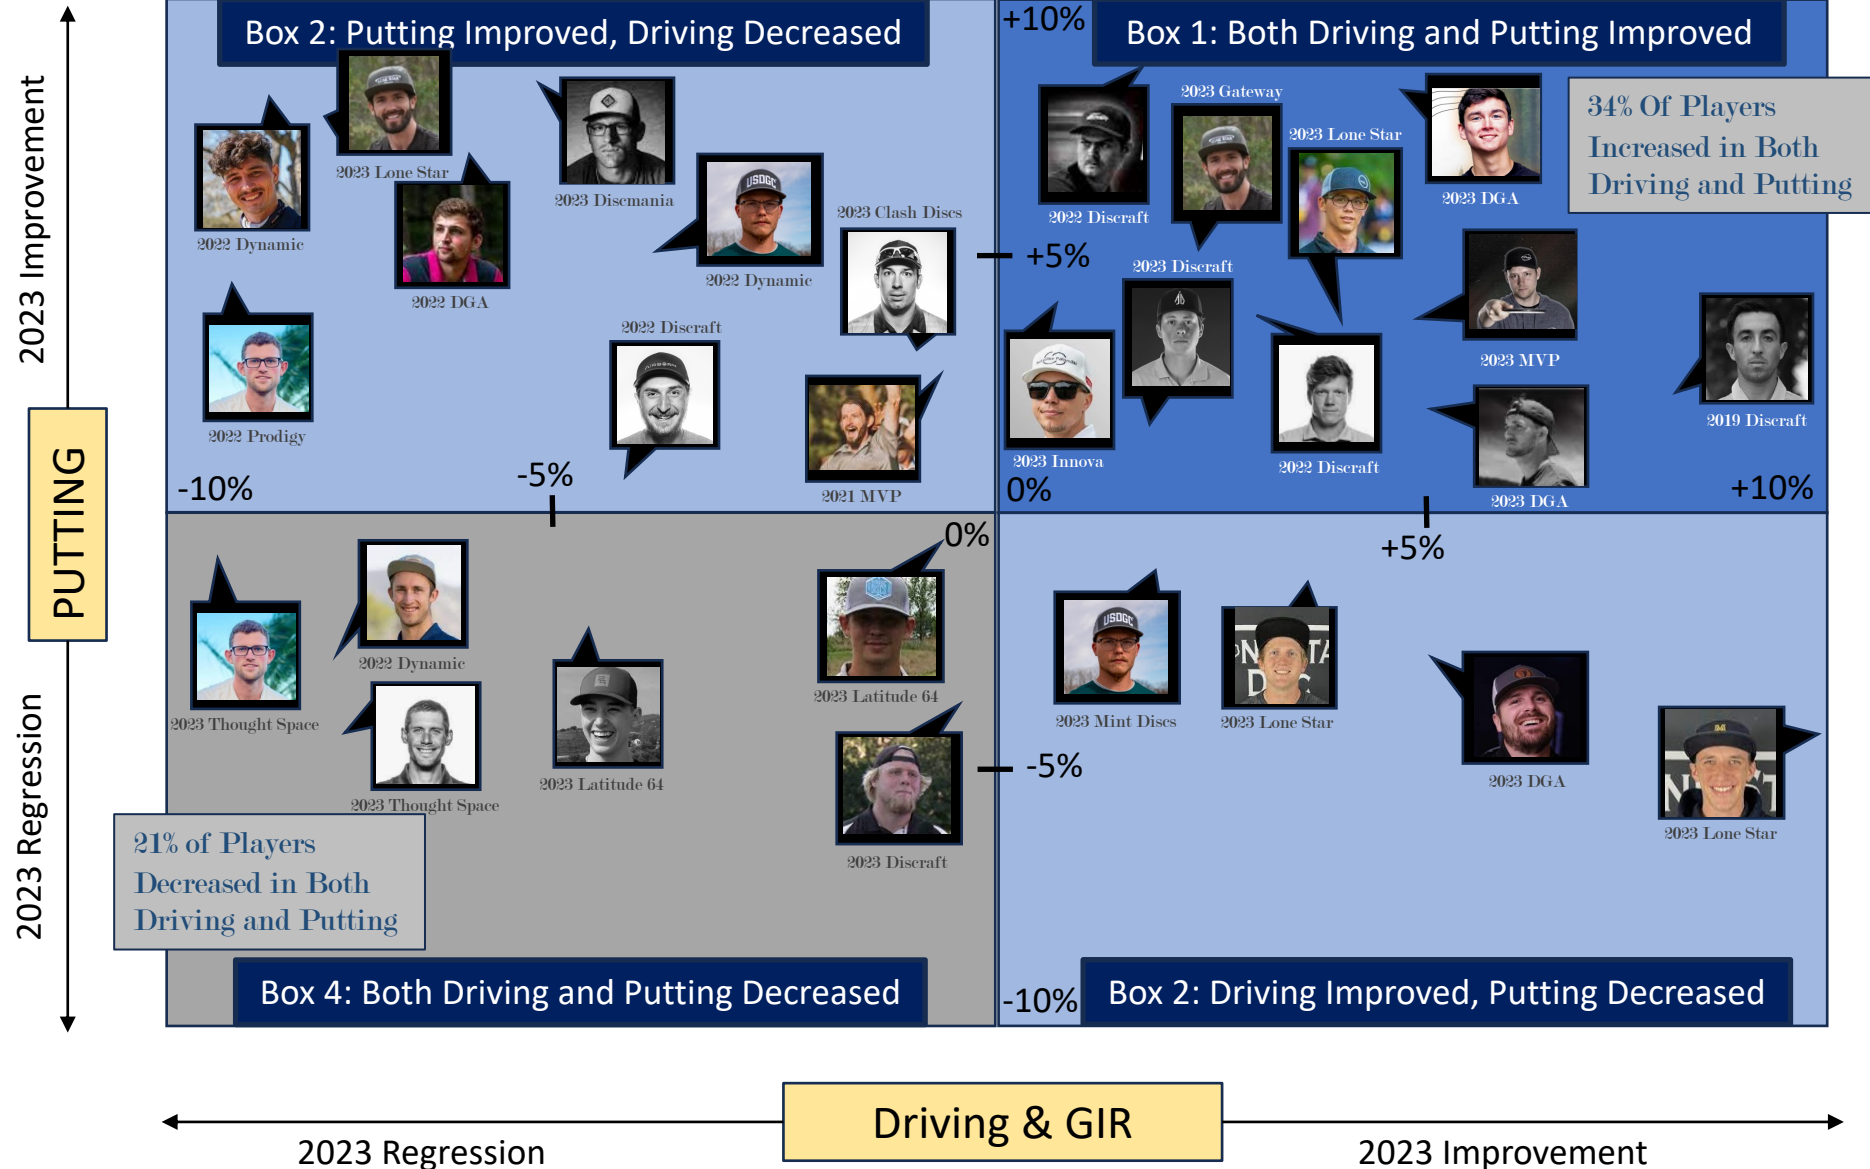 Box 2: Putting Improved, Driving Decreased
+10%
Box 1: Both Driving and Putting Improved
2023 Improvement
2023 Gateway
34% Of Players
Increased in Both
Driving and Putting
2023 Lone Star
2023 Lone Star
USDGC
2023 Discmania
2023 DGA
2022 Discraft
2023 Clash Discs
2022 Dynamic
+5%
2022 Dynamic
2023 Discraft
2022 DGA
2022 Discraft
2023 MVP
2019 Discraft
2022 Prodigy
2023 Innova
2022 Discraft
-10%
-5%
2021 MVP
0%
2023 DGA
+10%
PUTTING
0%
+5%
USDGC
2022 Dynamic
2023 Latitude 64
2023 Thought Space
2023 Mint Discs
2023 Lone Star
-5%
2023 Latitude 64
2023 DGA
2023 Thought Space
2023 Regression
2023 Lone Star
21% of Players
Decreased in Both
Driving and Putting
2023 Discraft
Box 4: Both Driving and Putting Decreased
-10%
Box 2: Driving Improved, Putting Decreased
Driving & GIR
2023 Regression
2023 Improvement